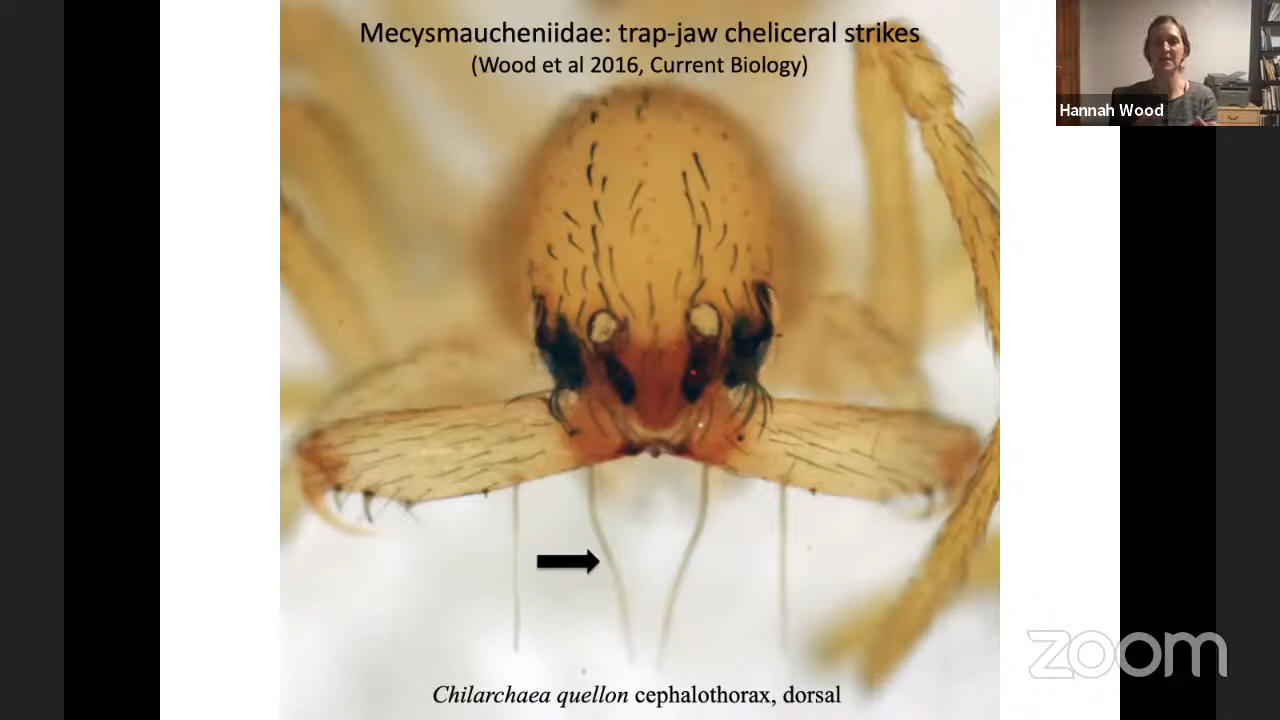 Mecysmaucheniidae: trap-jaw cheliceral strikes
(Wood et al 2016, Current Biology)
Hannah Wood
zoom
Chilarchaea quellon cephalothorax, dorsal